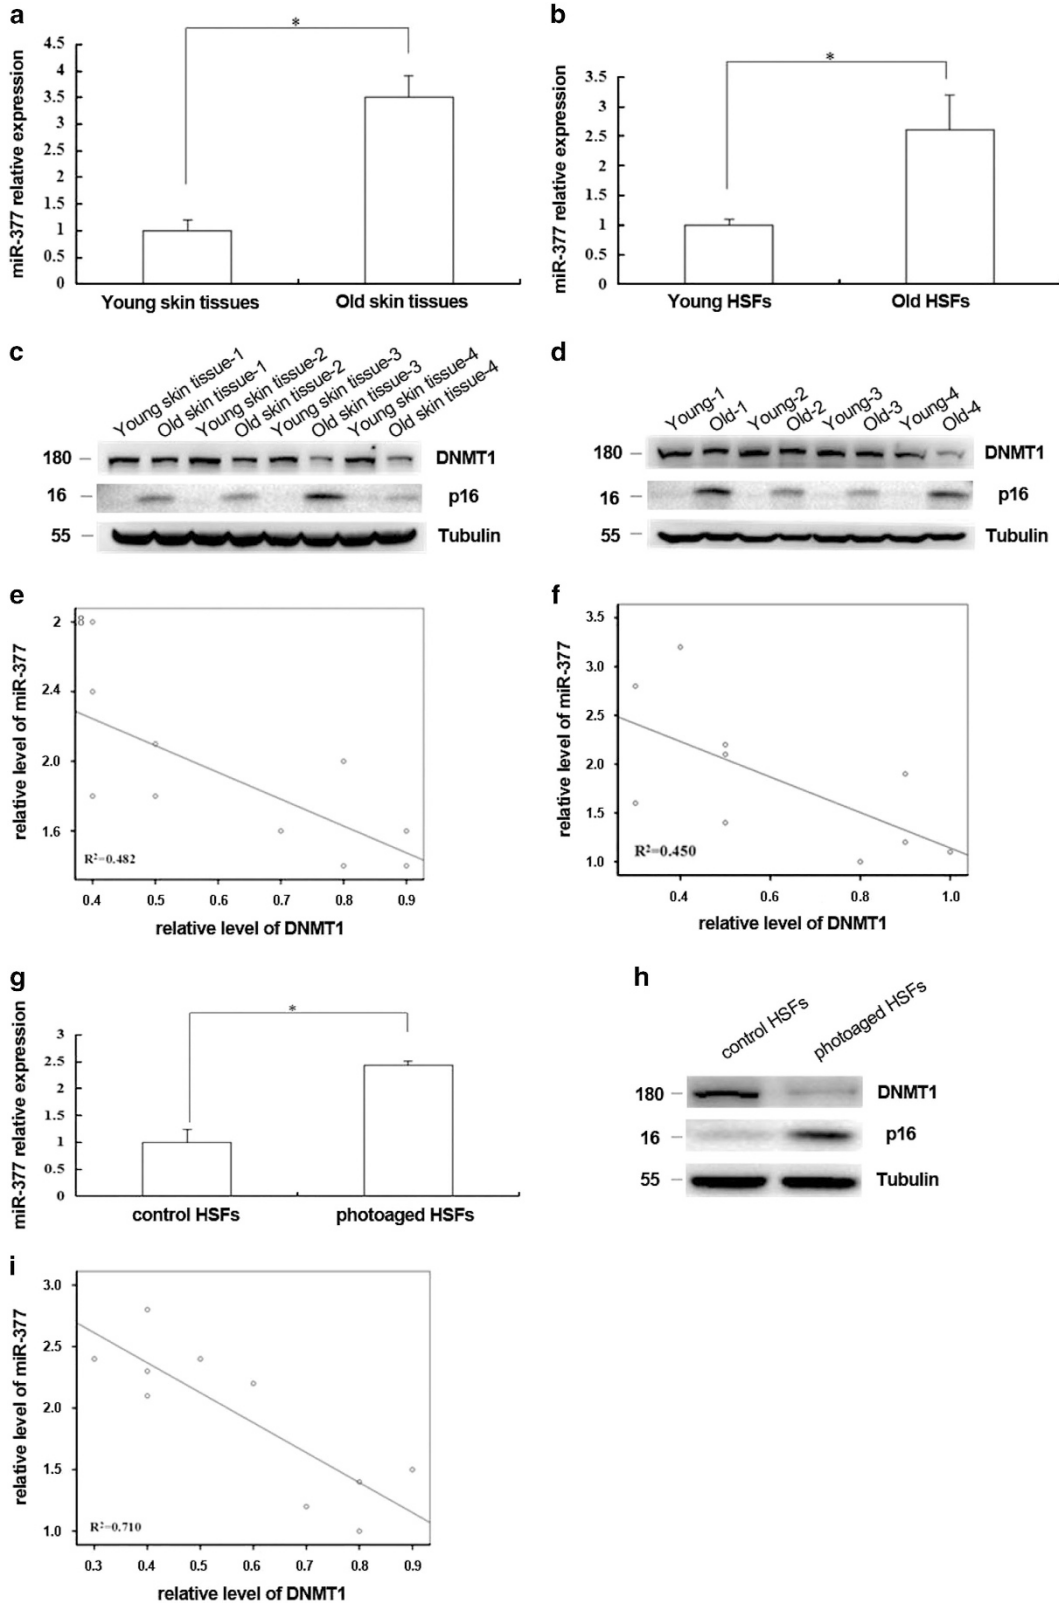 a
*
miR-377 relative expression
4.5
4
3.5
3
2.5
2
1.5
1
0.5
0
Young skin tissues
Old skin tissues
b
*
miR-377 relative expression
3.5
3
2.5
2
1.5
1
0.5
0
Young HSFs
Old HSFs
c
Young skin tissue-1
Old skin tissue-1
Young skin tissue-2
Old skin tissue-2
Young skin tissue-3
Old skin tissue-3
Young skin tissue-4
Old skin tissue-4
180
DNMT1
16
p16
55
Tubulin
d
Young-1
Old-1
Young-2
Old-2
Young-3
Old-3
Young-4
Old-4
180
DNMT1
16
p16
55
Tubulin
e
relative level of miR-377
2
8
2.4
2.0
1.6
R²=0.482
0.4
0.5
0.6
0.7
0.8
0.9
relative level of DNMT1
f
relative level of miR-377
3.5
3.0
2.5
2.0
1.5
1.0
R²=0.450
0.4
0.6
0.8
1.0
relative level of DNMT1
g
*
miR-377 relative expression
3
2.5
2
1.5
1
0.5
0
control HSFs
photoaged HSFs
h
control HSFs
photoaged HSFs
180
DNMT1
16
p16
55
Tubulin
i
relative level of miR-377
3.0
2.5
2.0
1.5
1.0
R²=0.710
0.3
0.4
0.5
0.6
0.7
0.8
0.9
relative level of DNMT1